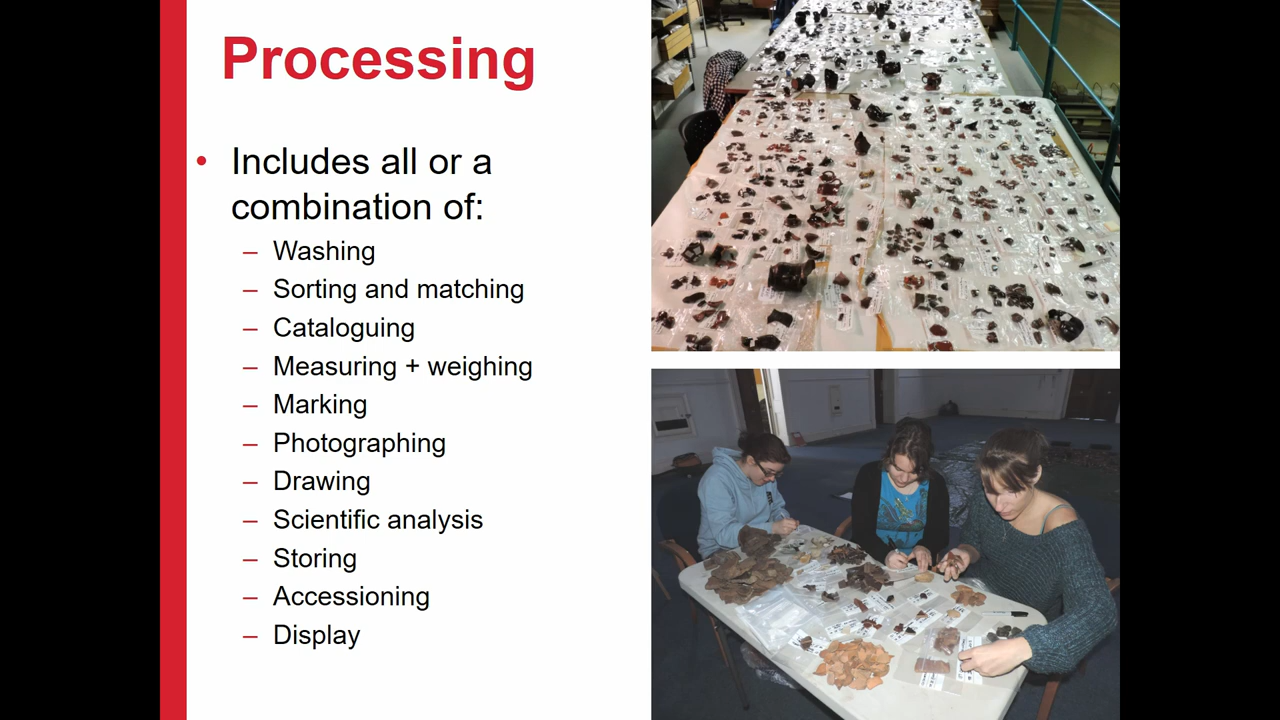 Processing
• Includes all or a
combination of:
– Washing
– Sorting and matching
– Cataloguing
– Measuring + weighing
– Marking
– Photographing
– Drawing
– Scientific analysis
– Storing
– Accessioning
– Display